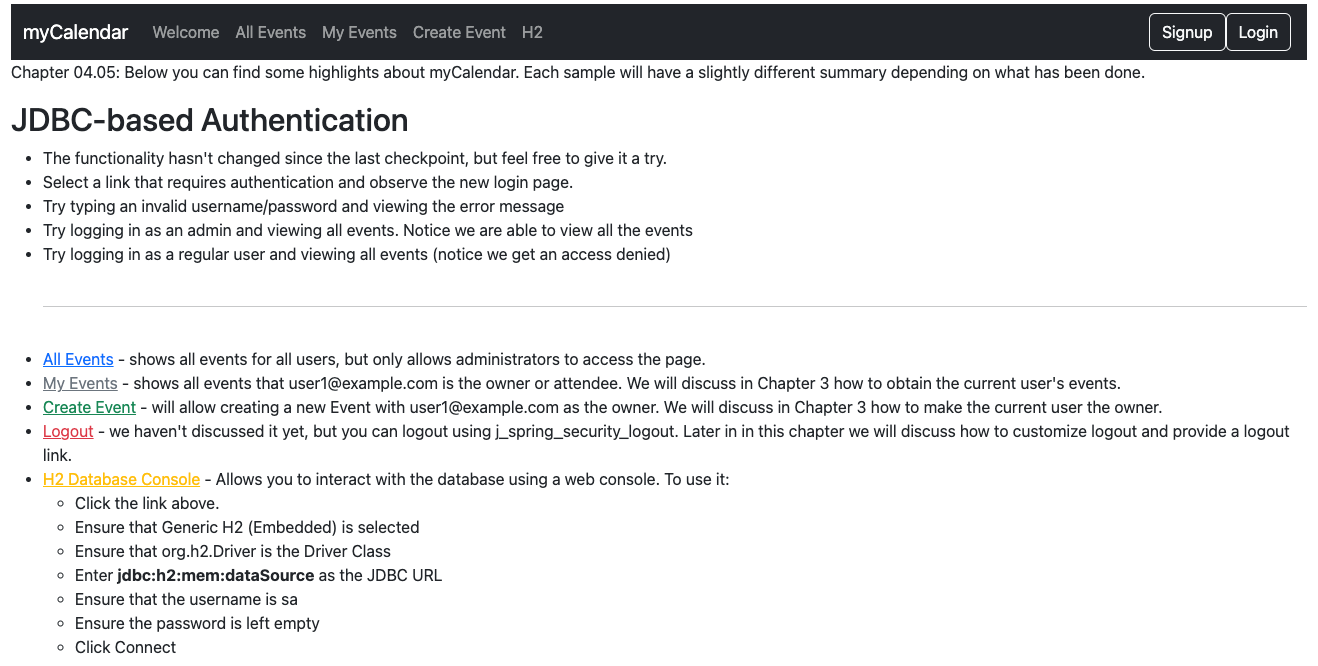 myCalendar Welcome All Events My Events Create Event H2 Signup Login
Chapter 04.05: Below you can find some highlights about myCalendar. Each sample will have a slightly different summary depending on what has been done.
JDBC-based Authentication
• The functionality hasn't changed since the last checkpoint, but feel free to give it a try.
• Select a link that requires authentication and observe the new login page.
• Try typing an invalid username/password and viewing the error message
• Try logging in as an admin and viewing all events. Notice we are able to view all the events
• Try logging in as a regular user and viewing all events (notice we get an access denied)
• All Events - shows all events for all users, but only allows administrators to access the page.
• My Events - shows all events that user1@example.com is the owner or attendee. We will discuss in Chapter 3 how to obtain the current user's events.
• Create Event - will allow creating a new Event with user1@example.com as the owner. We will discuss in Chapter 3 how to make the current user the owner.
• Logout - we haven't discussed it yet, but you can logout using j_spring_security_logout. Later in in this chapter we will discuss how to customize logout and provide a logout
link.
• H2 Database Console - Allows you to interact with the database using a web console. To use it:
◦ Click the link above.
◦ Ensure that Generic H2 (Embedded) is selected
◦ Ensure that org.h2.Driver is the Driver Class
◦ Enter jdbc:h2:mem:dataSource as the JDBC URL
◦ Ensure that the username is sa
◦ Ensure the password is left empty
◦ Click Connect